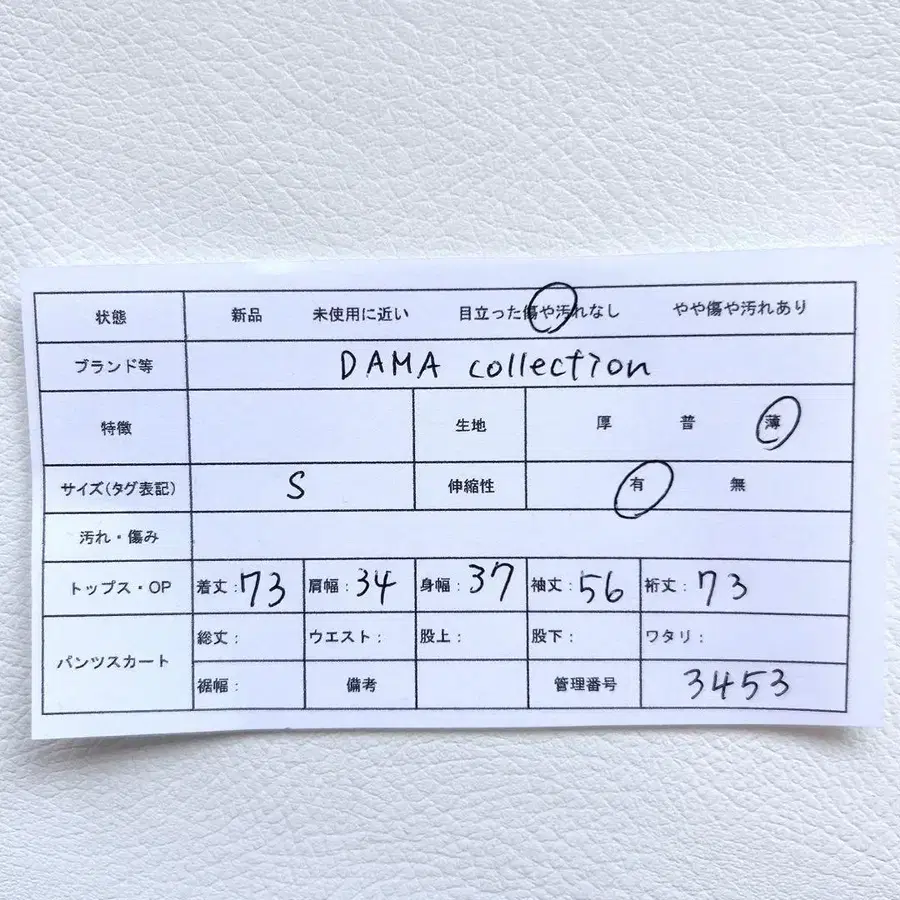 状態 新品 未使用に近い 目立った傷や汚れなし やや傷や汚れあり
ブランド等 DAMA collection
特徴 生地 厚 普 薄
サイズ(タグ表記) S 伸縮性 有 無
汚れ・傷み
トップス・OP 着丈:73 肩幅:34 身幅:37 袖丈:56 裄丈:73
パンツスカート 総丈: ウエスト: 股上: 股下: ワタリ:
裾幅: 備考 管理番号 3453